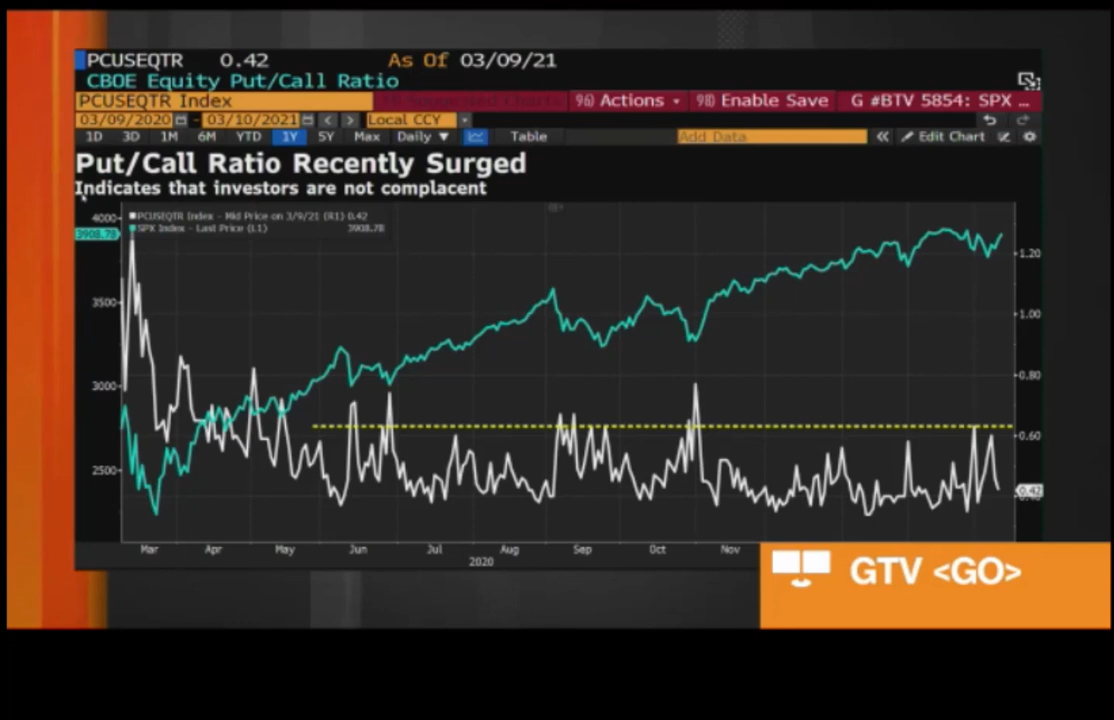 PCUSEQTR 0.42 As Of 03/09/21
CBOE Equity Put/Call Ratio
PCUSEQTR Index 96) Actions 98) Enable Save G #BTV 5854: SPX ...
03/09/2020 - 03/10/2021 Local CCY
1D 3D 1M 6M YTD 1Y 5Y Max Daily ▼ Table Add Data « Edit Chart
Put/Call Ratio Recently Surged
Indicates that investors are not complacent
PCUSEQTR Index - Mid Price on 3/9/21 (R1) 0.42
SPX Index - Last Price (L1) 3908.78
4000
3908.78
1.20
3500
1.00
3000
0.80
0.60
2500
0.42
Mar Apr May Jun Jul Aug Sep Oct Nov
2020
GTV <GO>